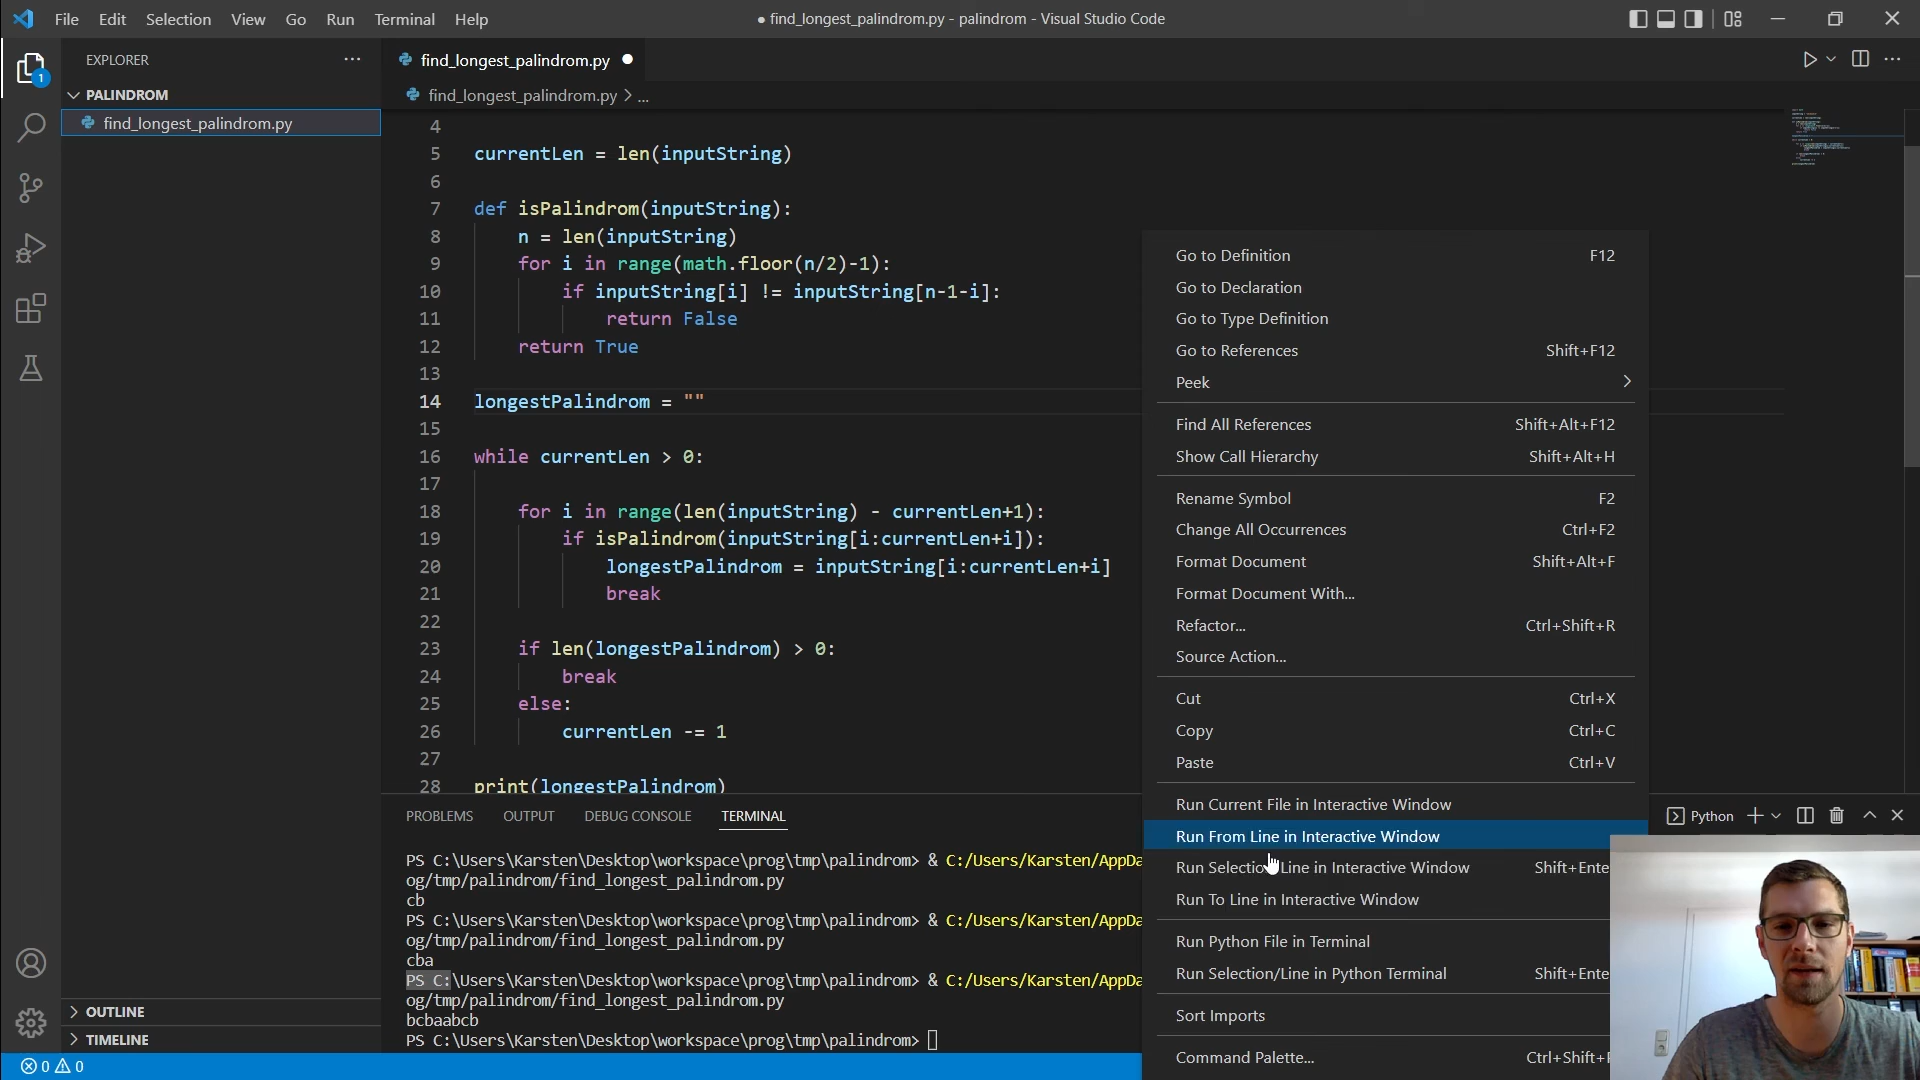 File Edit Selection View Go Run Terminal Help
● find_longest_palindrom.py - palindrom - Visual Studio Code
EXPLORER
PALINDROM
find_longest_palindrom.py
OUTLINE
TIMELINE
1
0 0
find_longest_palindrom.py ●
find_longest_palindrom.py > ...
4
5 currentLen = len(inputString)
6
7 def isPalindrom(inputString):
8 n = len(inputString)
9 for i in range(math.floor(n/2)-1):
10 if inputString[i] != inputString[n-1-i]:
11 return False
12 return True
13
14 longestPalindrom = ""
15
16 while currentLen > 0:
17
18 for i in range(len(inputString) - currentLen+1):
19 if isPalindrom(inputString[i:currentLen+i]):
20 longestPalindrom = inputString[i:currentLen+i]
21 break
22
23 if len(longestPalindrom) > 0:
24 break
25 else:
26 currentLen -= 1
27
28 print(longestPalindrom)
PROBLEMS OUTPUT DEBUG CONSOLE TERMINAL
Python
PS C:\Users\Karsten\Desktop\workspace\prog\tmp\palindrom> & C:/Users/Karsten/AppDa
og/tmp/palindrom/find_longest_palindrom.py
cb
PS C:\Users\Karsten\Desktop\workspace\prog\tmp\palindrom> & C:/Users/Karsten/AppDa
og/tmp/palindrom/find_longest_palindrom.py
cba
PS C:\Users\Karsten\Desktop\workspace\prog\tmp\palindrom> & C:/Users/Karsten/AppDa
og/tmp/palindrom/find_longest_palindrom.py
bcbaabcb
PS C:\Users\Karsten\Desktop\workspace\prog\tmp\palindrom>
Go to Definition F12
Go to Declaration
Go to Type Definition
Go to References Shift+F12
Peek
Find All References Shift+Alt+F12
Show Call Hierarchy Shift+Alt+H
Rename Symbol F2
Change All Occurrences Ctrl+F2
Format Document Shift+Alt+F
Format Document With...
Refactor... Ctrl+Shift+R
Source Action...
Cut Ctrl+X
Copy Ctrl+C
Paste Ctrl+V
Run Current File in Interactive Window
Run From Line in Interactive Window
Run Selectio Line in Interactive Window Shift+Ente
Run To Line in Interactive Window
Run Python File in Terminal
Run Selection/Line in Python Terminal Shift+Ente
Sort Imports
Command Palette... Ctrl+Shift+P